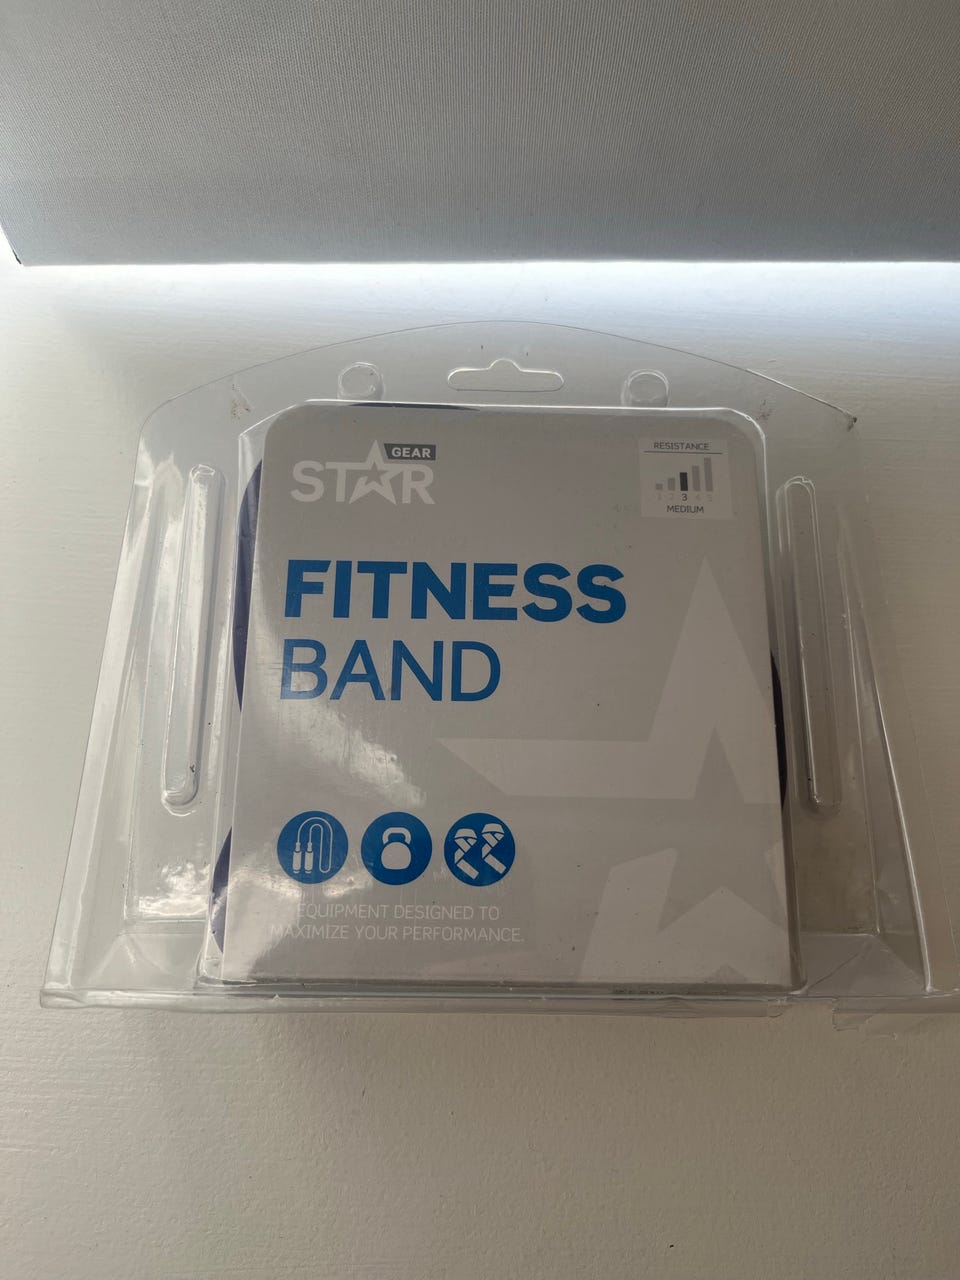 GEAR
STAR
RESISTANCE
1 2 3 4 5
MEDIUM
FITNESS
BAND
EQUIPMENT DESIGNED TO
MAXIMIZE YOUR PERFORMANCE.